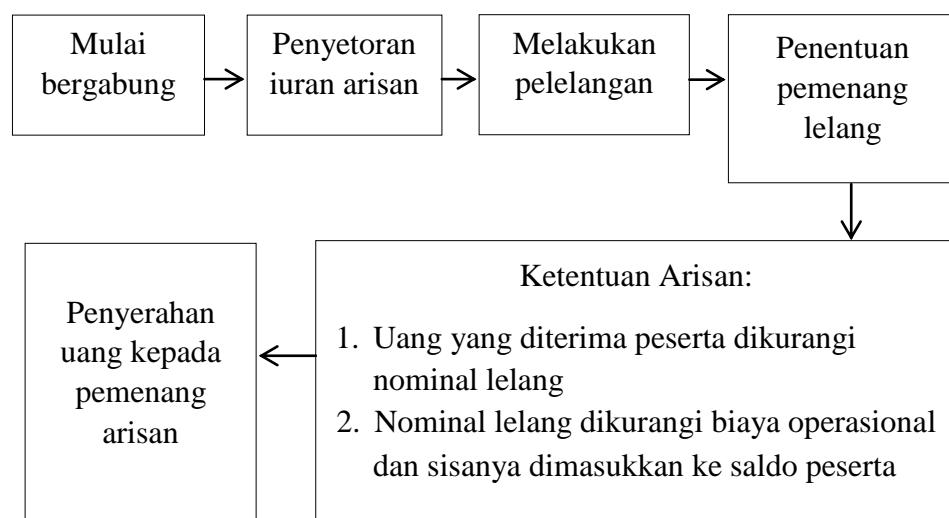 Mulai
bergabung
Penyetoran
iuran arisan
Melakukan
pelelangan
Penentuan
pemenang
lelang
Ketentuan Arisan:
1. Uang yang diterima peserta dikurangi
nominal lelang
2. Nominal lelang dikurangi biaya operasional
dan sisanya dimasukkan ke saldo peserta
Penyerahan
uang kepada
pemenang
arisan